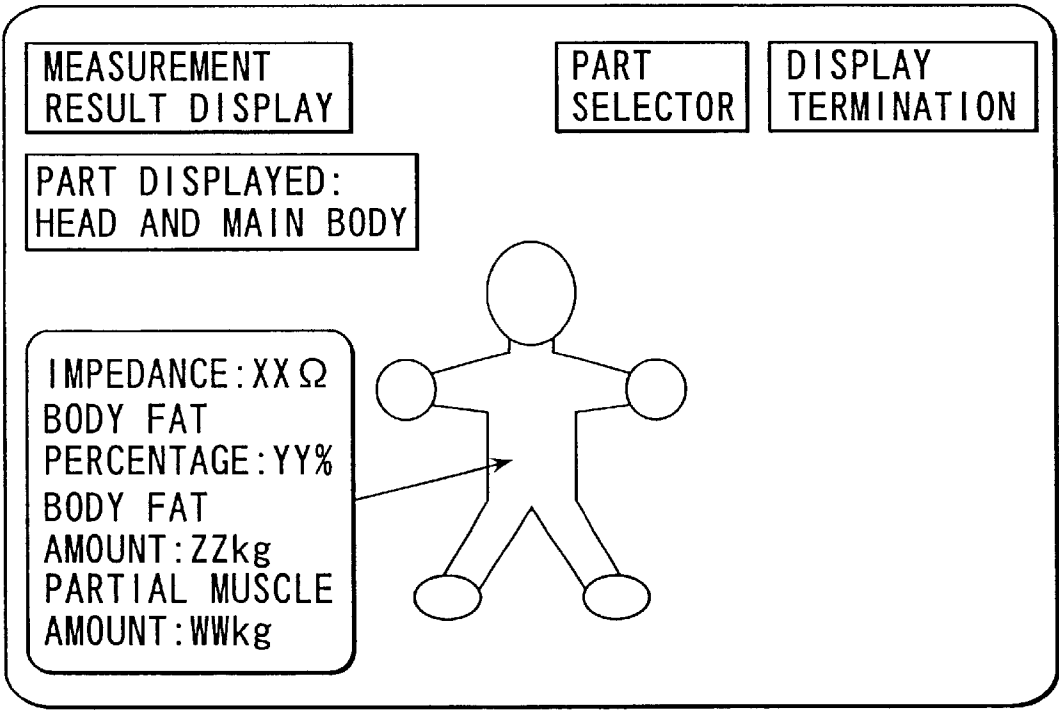 MEASUREMENT
RESULT DISPLAY
PART
SELECTOR
DISPLAY
TERMINATION
PART DISPLAYED:
HEAD AND MAIN BODY
IMPEDANCE:XXΩ
BODY FAT
PERCENTAGE:YY%
BODY FAT
AMOUNT:ZZkg
PARTIAL MUSCLE
AMOUNT:WWkg